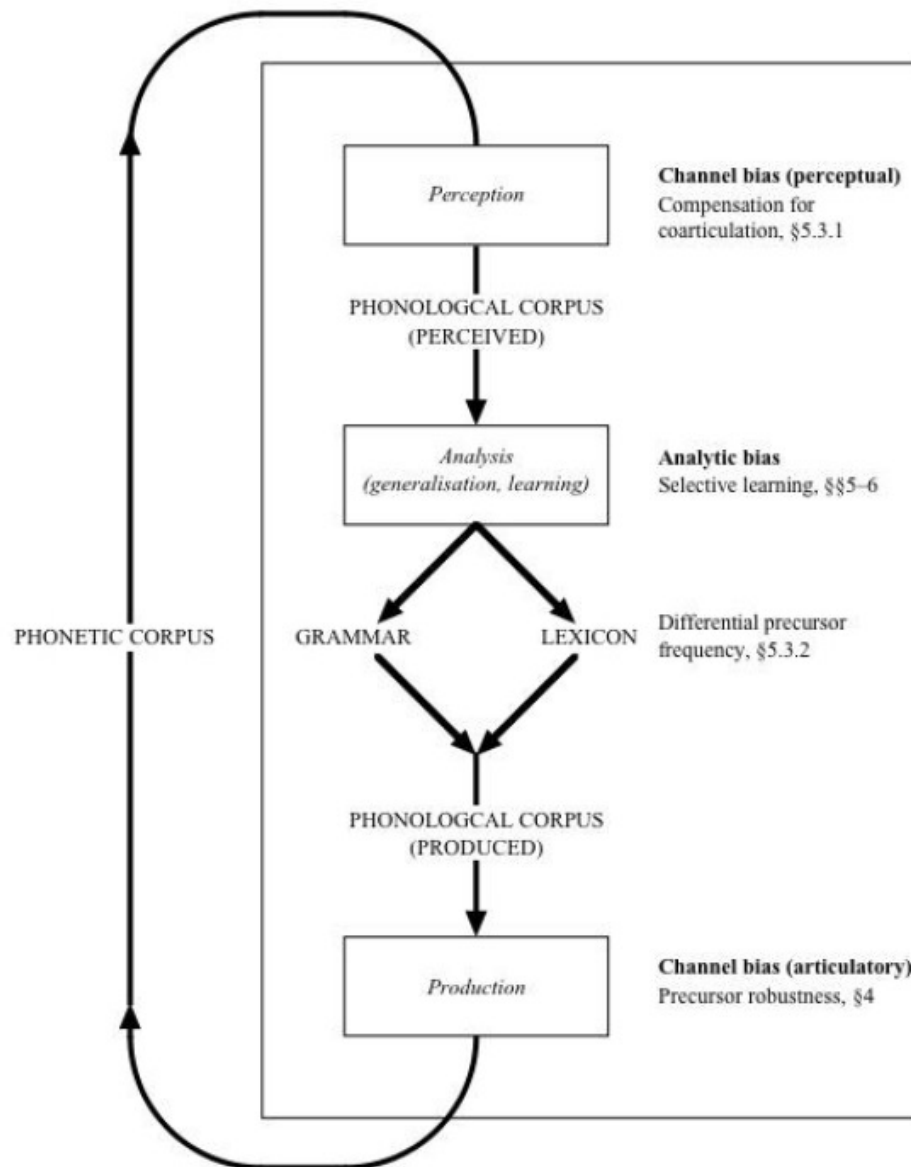 Perception
Channel bias (perceptual)
Compensation for
coarticulation, §5.3.1
PHONOLOGCAL CORPUS
(PERCEIVED)
Analysis
(generalisation, learning)
Analytic bias
Selective learning, §§5–6
PHONETIC CORPUS
GRAMMAR
LEXICON
Differential precursor
frequency, §5.3.2
PHONOLOGCAL CORPUS
(PRODUCED)
Production
Channel bias (articulatory)
Precursor robustness, §4